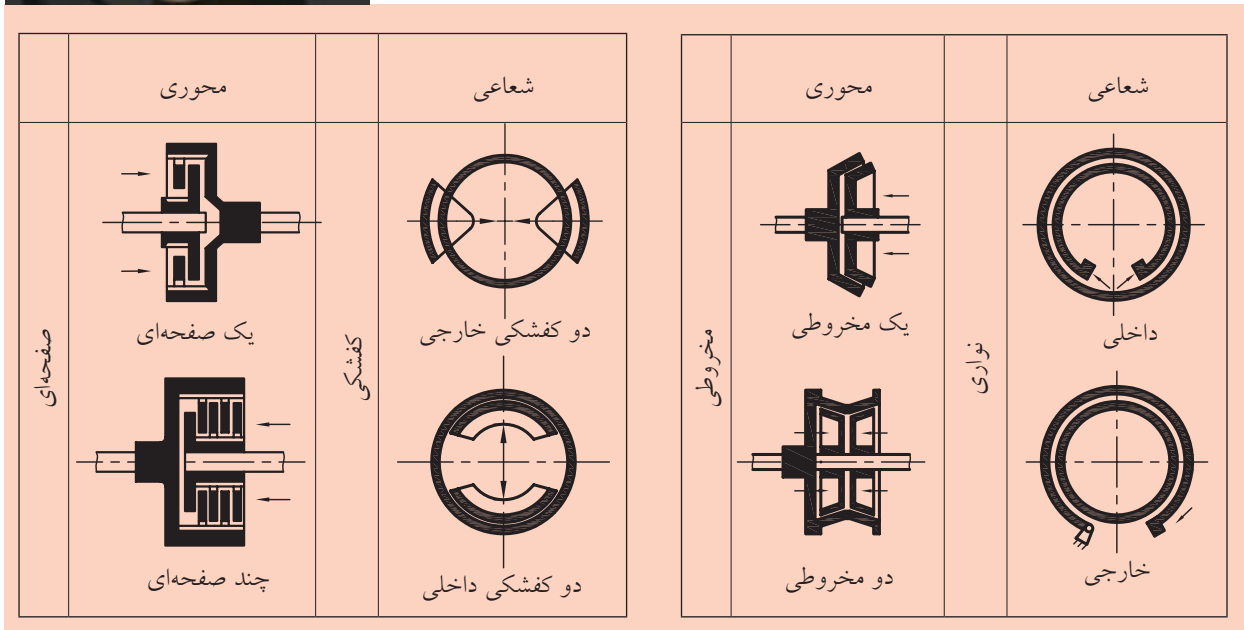 شعاعی
محوری
نواری
داخلی
خارجی
مخروطی
یک مخروطی
دو مخروطی
شعاعی
محوری
کفشکی
دو کفشکی خارجی
دو کفشکی داخلی
صفحه‌ای
یک صفحه‌ای
چند صفحه‌ای